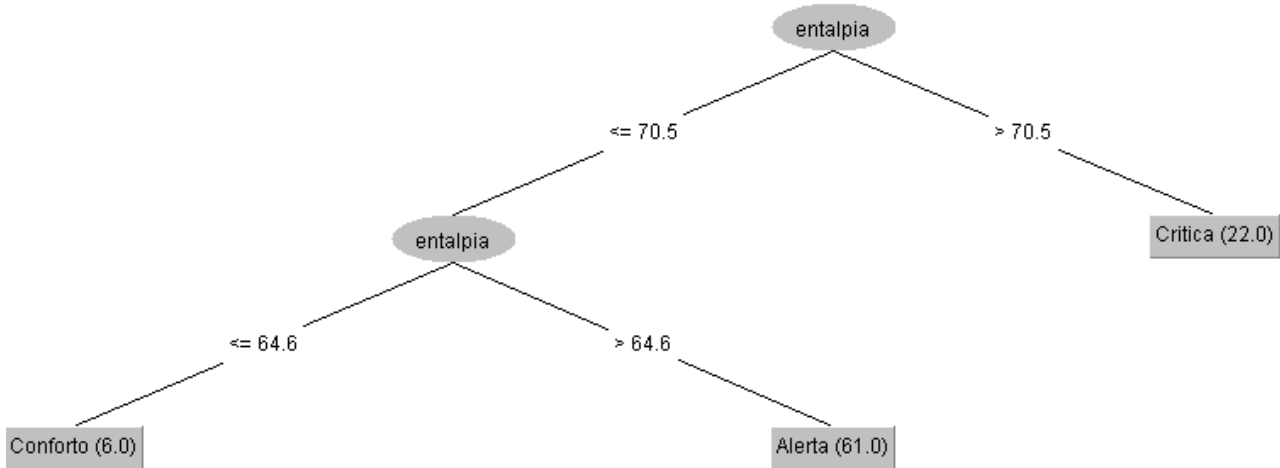 entalpia
<= 70.5
> 70.5
entalpia
Critica (22.0)
<= 64.6
> 64.6
Conforto (6.0)
Alerta (61.0)